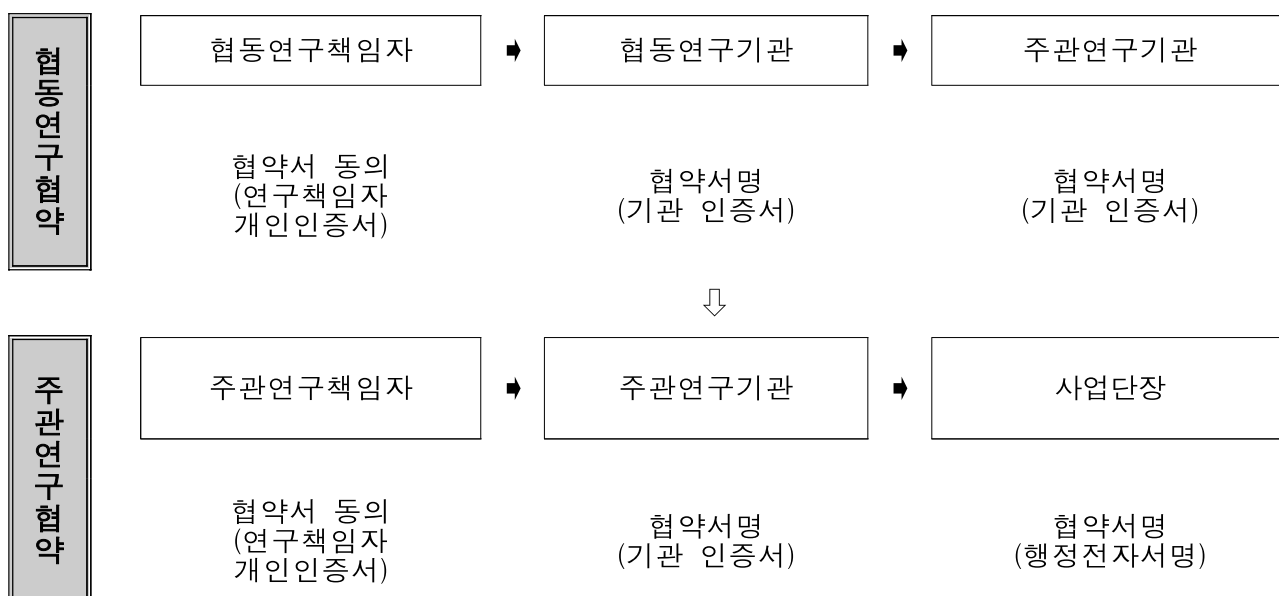 협동연구협약
협동연구책임자 ➧ 협동연구기관 ➧ 주관연구기관
협약서 동의
(연구책임자
개인인증서)
협약서명
(기관 인증서)
협약서명
(기관 인증서)
⇩
주관연구협약
주관연구책임자 ➧ 주관연구기관 ➧ 사업단장
협약서 동의
(연구책임자
개인인증서)
협약서명
(기관 인증서)
협약서명
(행정전자서명)